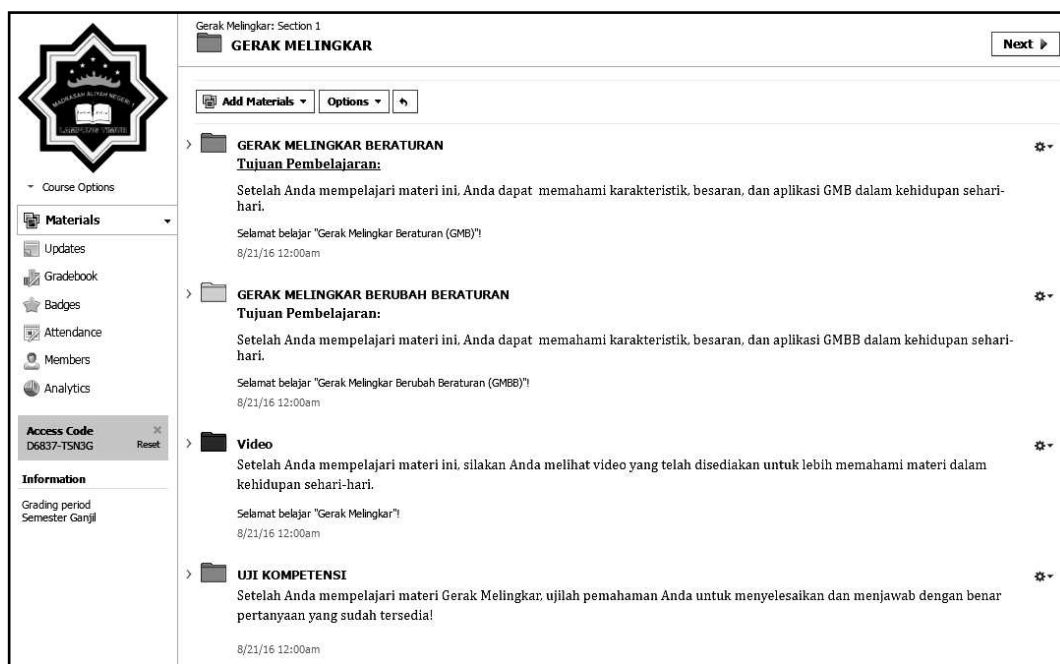 Gerak Melingkar: Section 1
GERAK MELINGKAR
Next
MADRASAH ALIYAH NEGERI 1
LAMPUNG TIMUR
Add Materials
Options
Course Options
Materials
Updates
Gradebook
Badges
Attendance
Members
Analytics
Access Code
D6837-TSN3G
Reset
Information
Grading period
Semester Ganjil
GERAK MELINGKAR BERATURAN
Tujuan Pembelajaran:
Setelah Anda mempelajari materi ini, Anda dapat memahami karakteristik, besaran, dan aplikasi GMB dalam kehidupan sehari-
hari.
Selamat belajar "Gerak Melingkar Beraturan (GMB)"!
8/21/16 12:00am
GERAK MELINGKAR BERUBAH BERATURAN
Tujuan Pembelajaran:
Setelah Anda mempelajari materi ini, Anda dapat memahami karakteristik, besaran, dan aplikasi GMBB dalam kehidupan sehari-
hari.
Selamat belajar "Gerak Melingkar Berubah Beraturan (GMBB)"!
8/21/16 12:00am
Video
Setelah Anda mempelajari materi ini, silakan Anda melihat video yang telah disediakan untuk lebih memahami materi dalam
kehidupan sehari-hari.
Selamat belajar "Gerak Melingkar"!
8/21/16 12:00am
UJI KOMPETENSI
Setelah Anda mempelajari materi Gerak Melingkar, ujilah pemahaman Anda untuk menyelesaikan dan menjawab dengan benar
pertanyaan yang sudah tersedia!
8/21/16 12:00am